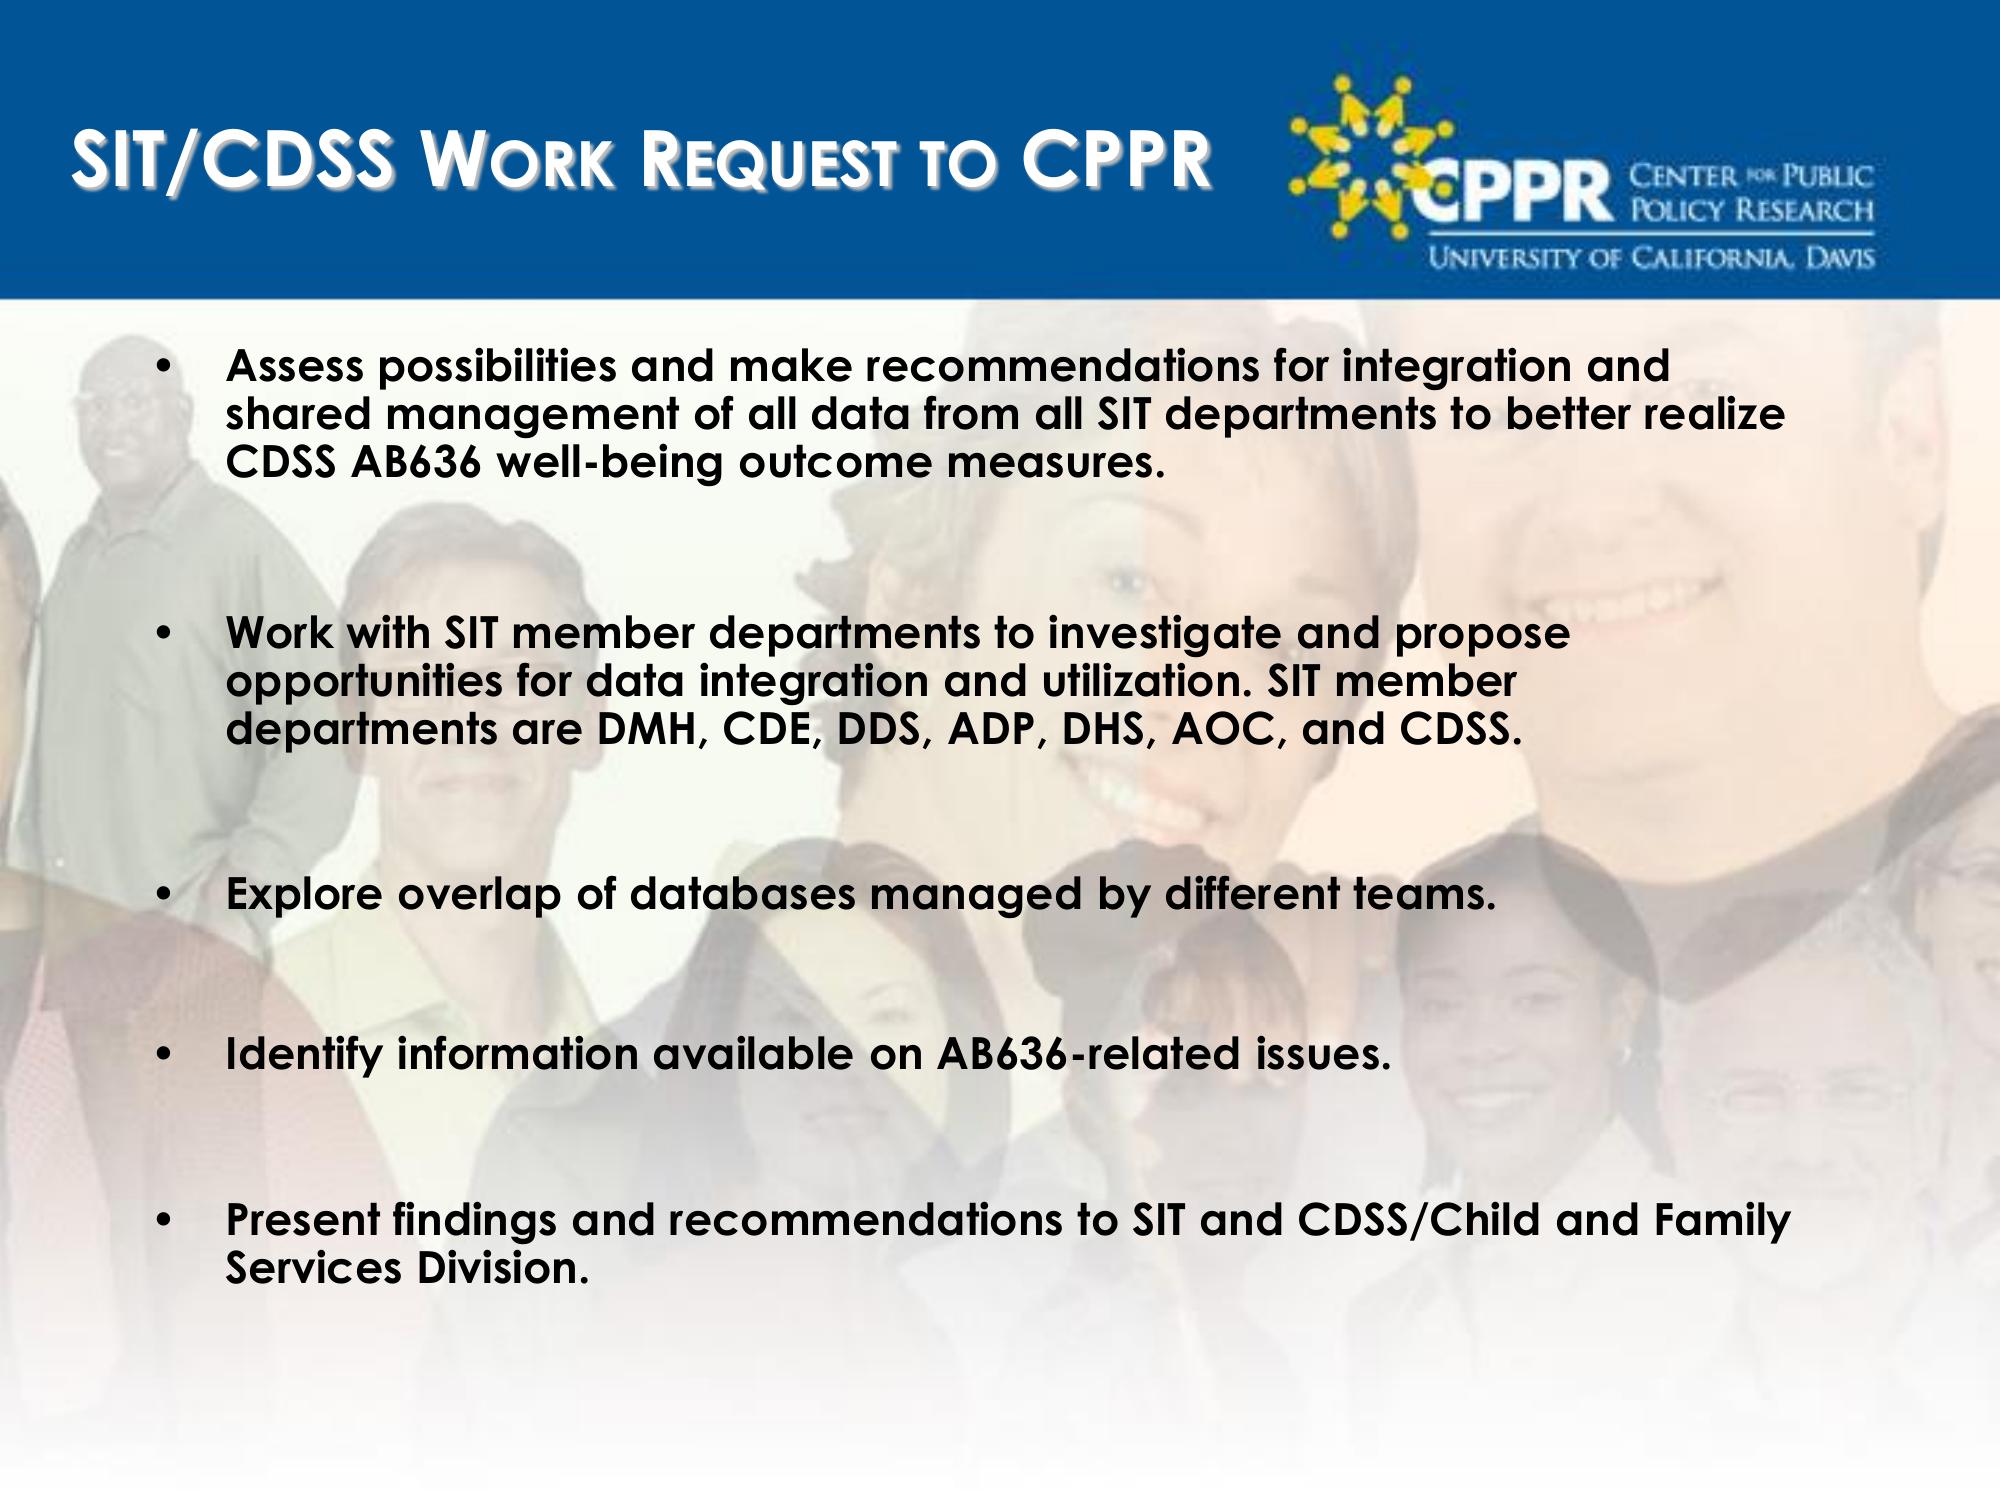 SIT/CDSS WORK REQUEST TO CPPR
CPPR CENTER FOR PUBLIC
POLICY RESEARCH
UNIVERSITY OF CALIFORNIA, DAVIS
• Assess possibilities and make recommendations for integration and
shared management of all data from all SIT departments to better realize
CDSS AB636 well-being outcome measures.
• Work with SIT member departments to investigate and propose
opportunities for data integration and utilization. SIT member
departments are DMH, CDE, DDS, ADP, DHS, AOC, and CDSS.
• Explore overlap of databases managed by different teams.
• Identify information available on AB636-related issues.
• Present findings and recommendations to SIT and CDSS/Child and Family
Services Division.